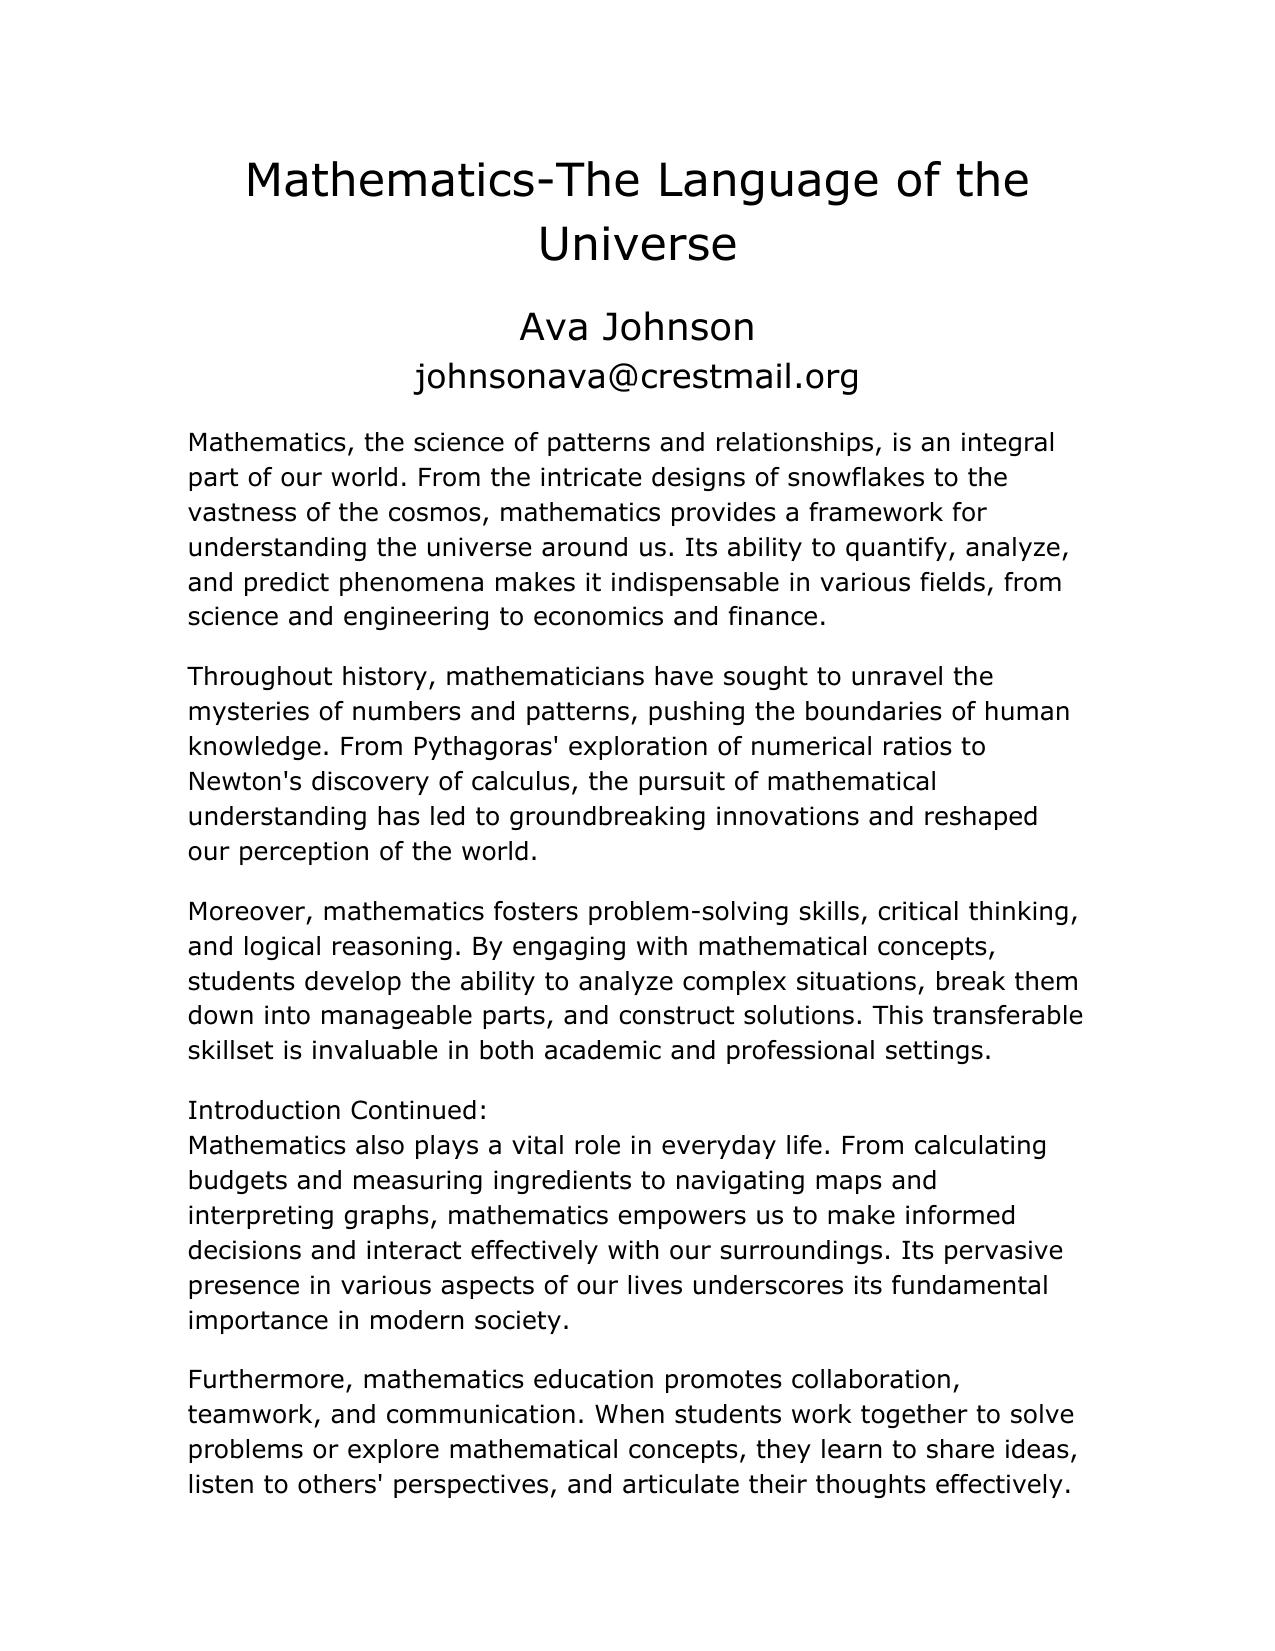 Mathematics-The Language of the
Universe
Ava Johnson
johnsonava@crestmail.org
Mathematics, the science of patterns and relationships, is an integral
part of our world. From the intricate designs of snowflakes to the
vastness of the cosmos, mathematics provides a framework for
understanding the universe around us. Its ability to quantify, analyze,
and predict phenomena makes it indispensable in various fields, from
science and engineering to economics and finance.
Throughout history, mathematicians have sought to unravel the
mysteries of numbers and patterns, pushing the boundaries of human
knowledge. From Pythagoras' exploration of numerical ratios to
Newton's discovery of calculus, the pursuit of mathematical
understanding has led to groundbreaking innovations and reshaped
our perception of the world.
Moreover, mathematics fosters problem-solving skills, critical thinking,
and logical reasoning. By engaging with mathematical concepts,
students develop the ability to analyze complex situations, break them
down into manageable parts, and construct solutions. This transferable
skillset is invaluable in both academic and professional settings.
Introduction Continued:
Mathematics also plays a vital role in everyday life. From calculating
budgets and measuring ingredients to navigating maps and
interpreting graphs, mathematics empowers us to make informed
decisions and interact effectively with our surroundings. Its pervasive
presence in various aspects of our lives underscores its fundamental
importance in modern society.
Furthermore, mathematics education promotes collaboration,
teamwork, and communication. When students work together to solve
problems or explore mathematical concepts, they learn to share ideas,
listen to others' perspectives, and articulate their thoughts effectively.